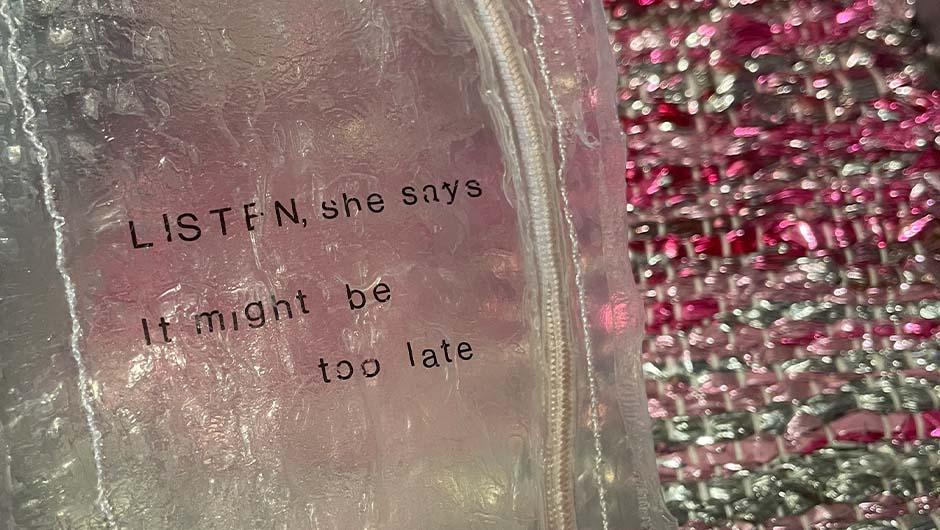 LISTEN, she says
It might be
too late